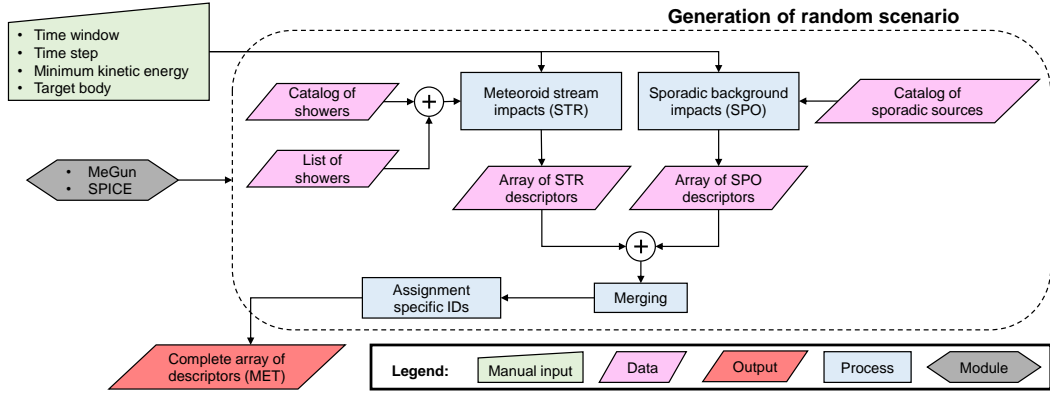 Generation of random scenario
• Time window
• Time step
• Minimum kinetic energy
• Target body
Catalog of
showers
Meteoroid stream
impacts (STR)
Sporadic background
impacts (SPO)
Catalog of
sporadic sources
• MeGun
• SPICE
List of
showers
Array of STR
descriptors
Array of SPO
descriptors
Assignment
specific IDs
Merging
Complete array of
descriptors (MET)
Legend:
Manual input
Data
Output
Process
Module